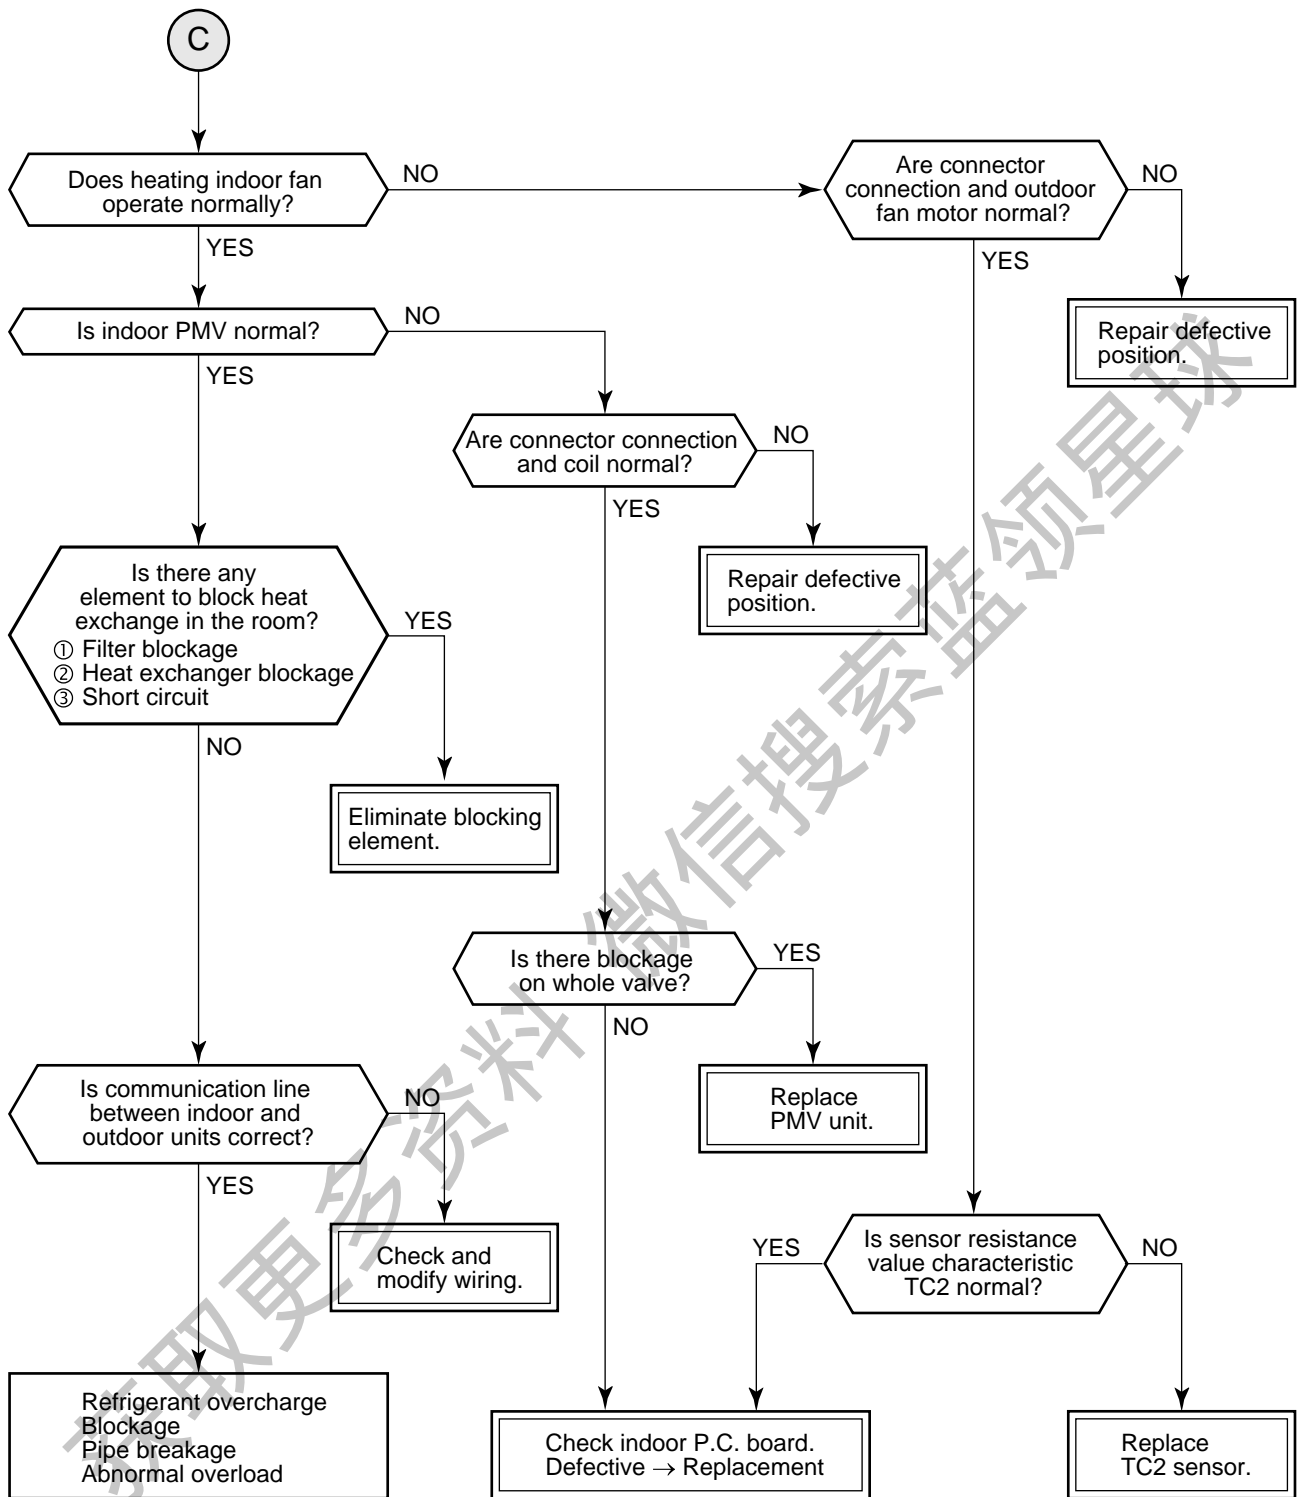 C
Does heating indoor fan
operate normally?
NO
YES
Are connector
connection and outdoor
fan motor normal?
NO
YES
Repair defective
position.
Is indoor PMV normal?
NO
YES
Are connector connection
and coil normal?
NO
YES
Repair defective
position.
Is there any
element to block heat
exchange in the room?
① Filter blockage
② Heat exchanger blockage
③ Short circuit
YES
NO
Eliminate blocking
element.
Is there blockage
on whole valve?
YES
NO
Replace
PMV unit.
Is communication line
between indoor and
outdoor units correct?
NO
YES
Check and
modify wiring.
Is sensor resistance
value characteristic
TC2 normal?
YES
NO
Refrigerant overcharge
Blockage
Pipe breakage
Abnormal overload
Check indoor P.C. board.
Defective → Replacement
Replace
TC2 sensor.
获取更多资料 微信搜索蓝领星球